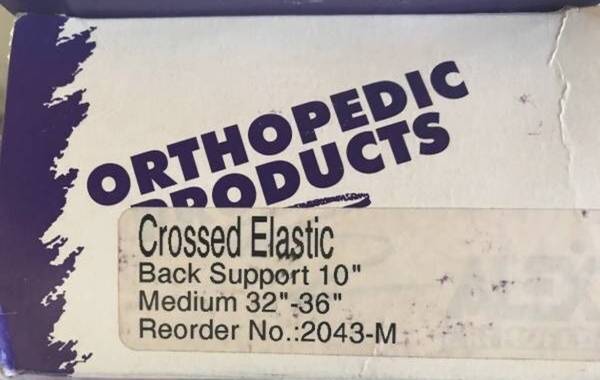 ORTHOPEDIC
PRODUCTS
Crossed Elastic
Back Support 10"
Medium 32"-36"
Reorder No.:2043-M